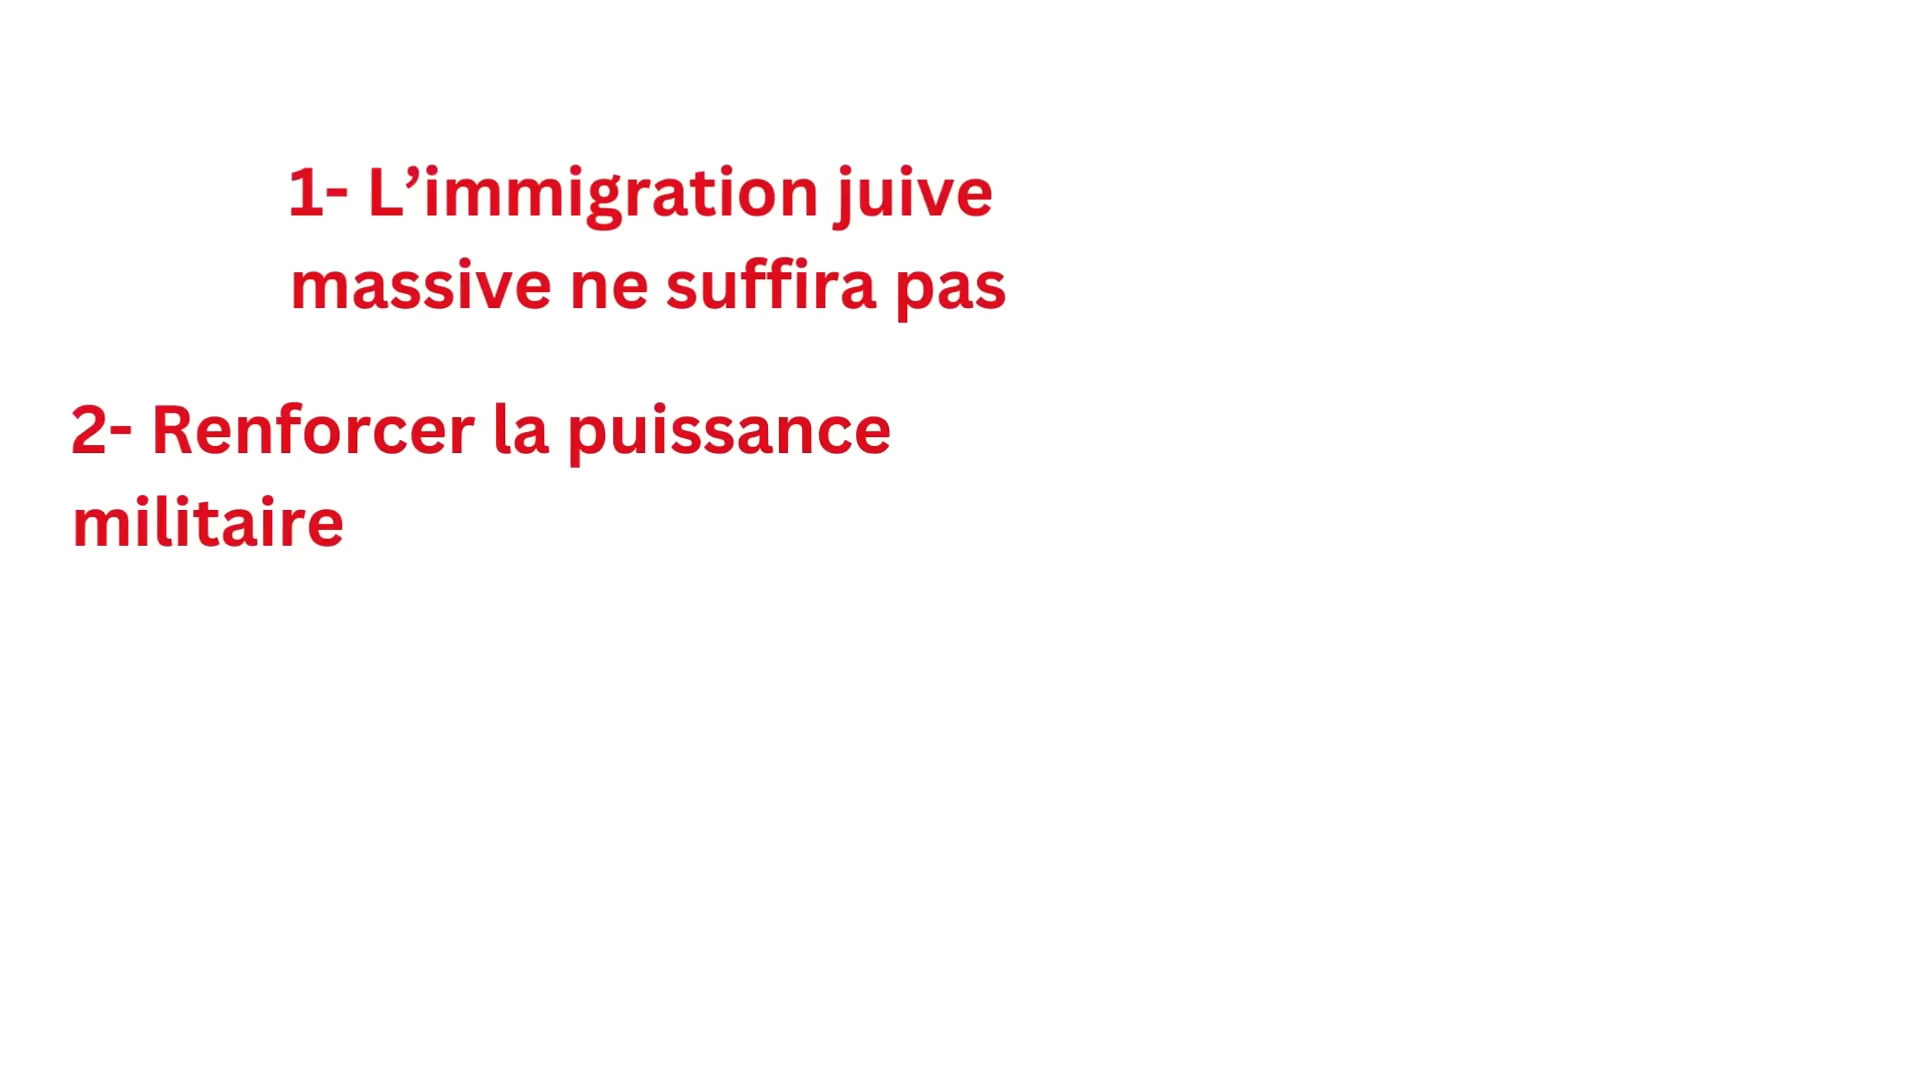 1- L’immigration juive
massive ne suffira pas
2- Renforcer la puissance
militaire